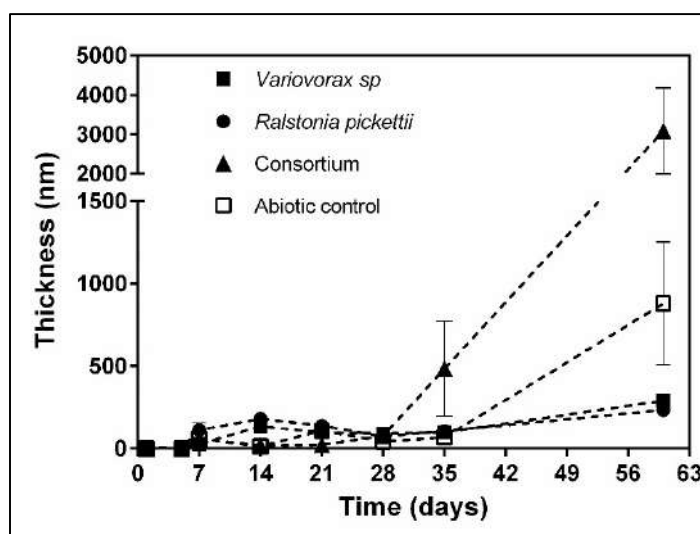 5000
4000
3000
2000
1500
1000
500
0
Thickness (nm)
Variovorax sp
Ralstonia pickettii
Consortium
Abiotic control
0 7 14 21 28 35 42 49 56 63
Time (days)